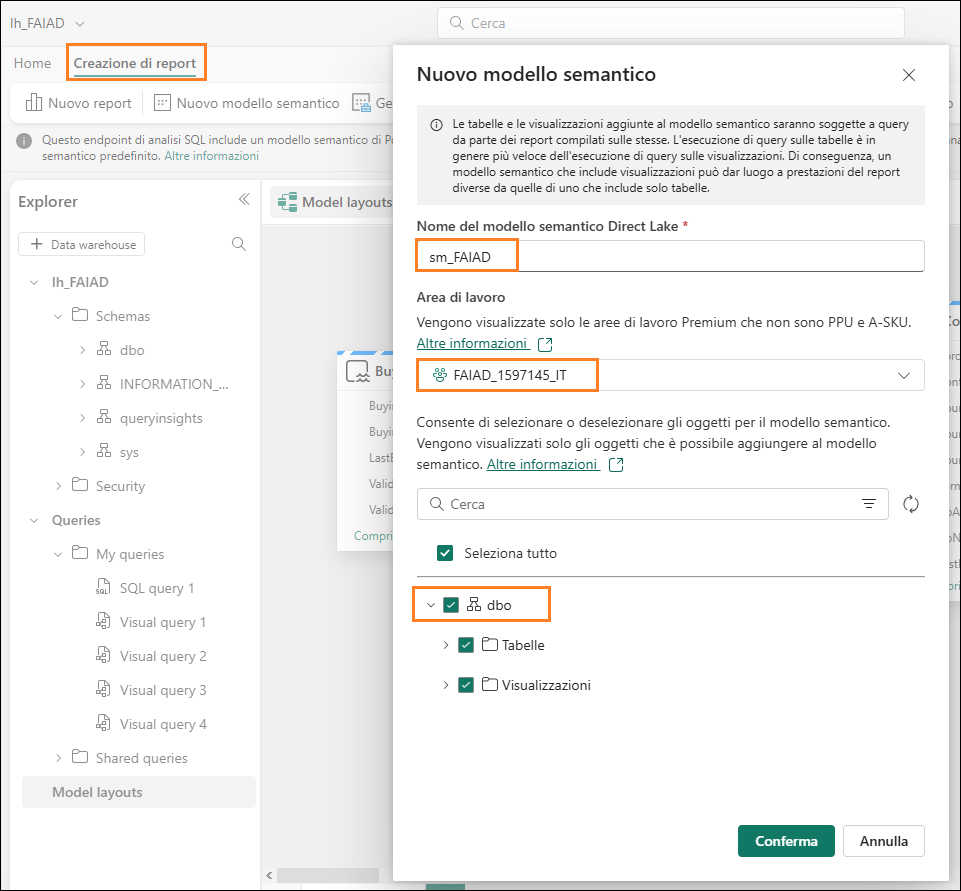 lh_FAIAD
Cerca
Home
Creazione di report
Nuovo report
Nuovo modello semantico
Ge
Questo endpoint di analisi SQL include un modello semantico di Po
semantico predefinito. Altre informazioni
Explorer
Data warehouse
lh_FAIAD
Schemas
dbo
INFORMATION_...
queryinsights
sys
Security
Queries
My queries
SQL query 1
Visual query 1
Visual query 2
Visual query 3
Visual query 4
Shared queries
Model layouts
Model layouts
Buy
Buyin
Buyin
LastE
Valid
Valid
Compri
Nuovo modello semantico
Le tabelle e le visualizzazioni aggiunte al modello semantico saranno soggette a query
da parte dei report compilati sulle stesse. L'esecuzione di query sulle tabelle è in
genere più veloce dell'esecuzione di query sulle visualizzazioni. Di conseguenza, un
modello semantico che include visualizzazioni può dar luogo a prestazioni del report
diverse da quelle di uno che include solo tabelle.
Nome del modello semantico Direct Lake *
sm_FAIAD
Area di lavoro
Vengono visualizzate solo le aree di lavoro Premium che non sono PPU e A-SKU.
Altre informazioni
FAIAD_1597145_IT
Consente di selezionare o deselezionare gli oggetti per il modello semantico.
Vengono visualizzati solo gli oggetti che è possibile aggiungere al modello
semantico. Altre informazioni
Cerca
Seleziona tutto
dbo
Tabelle
Visualizzazioni
Conferma
Annulla